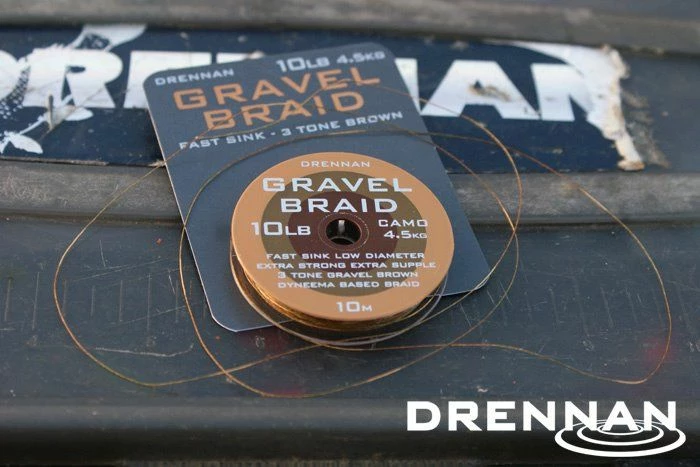 DRENNAN
DRENNAN 10LB 4.5KG
GRAVEL
BRAID
FAST SINK - 3 TONE BROWN
DRENNAN
GRAVEL
BRAID
10LB CAMO
4.5KG
FAST SINK LOW DIAMETER
EXTRA STRONG EXTRA SUPPLE
3 TONE GRAVEL BROWN
DYNEEMA BASED BRAID
10M
DRENNAN